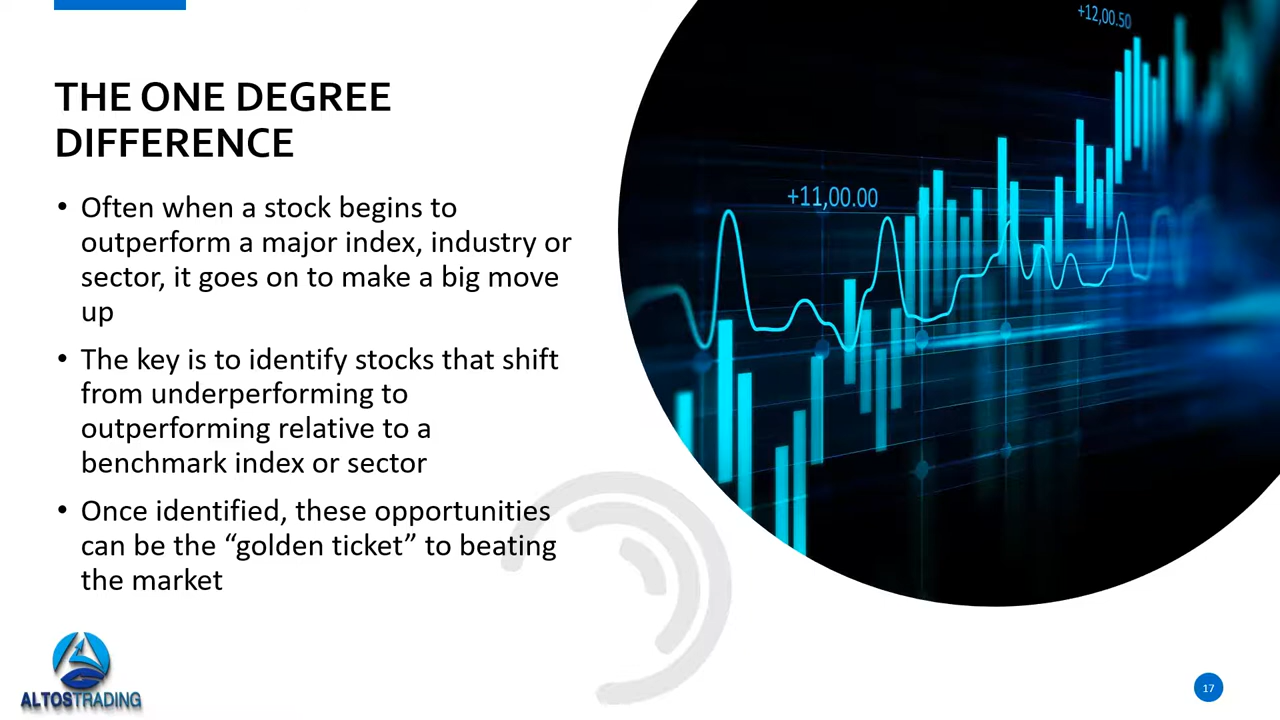 THE ONE DEGREE
DIFFERENCE
• Often when a stock begins to
outperform a major index, industry or
sector, it goes on to make a big move
up
• The key is to identify stocks that shift
from underperforming to
outperforming relative to a
benchmark index or sector
• Once identified, these opportunities
can be the “golden ticket” to beating
the market
+12,00.50
+11,00.00
ALTOSTRADING
17